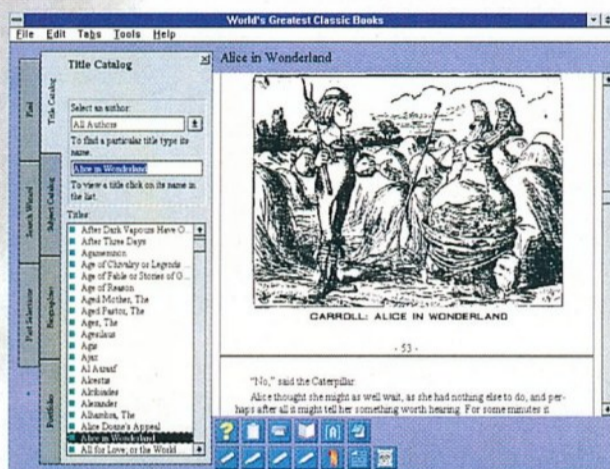 World's Greatest Classic Books
File Edit Tabs Tools Help
Title Catalog
Alice in Wonderland
Find
Title Catalog
Search Wizard
Subject Catalog
Past Selections
Biographies
Portfolio
Select an author:
All Authors
To find a particular title type its
name.
Alice in Wonderland
To view a title click on its name in
the list.
Titles:
After Dark Vapours Have O...
After Three Days
Agamemnon
Age of Chivalry or Legends ...
Age of Fable or Stories of G...
Age of Reason
Aged Mother, The
Aged Pastor, The
Ages, The
Agesilaus
Agis
Ajax
Al Aaraaf
Alcestis
Alcibiades
Alexander
Alhambra, The
Alice Doane's Appeal
Alice in Wonderland
All for Love, or the World
CARROLL: ALICE IN WONDERLAND
- 53 -
"No," said the Caterpillar.
Alice thought she might as well wait, as she had nothing else to do, and per-
haps after all it might tell her something worth hearing. For some minutes it